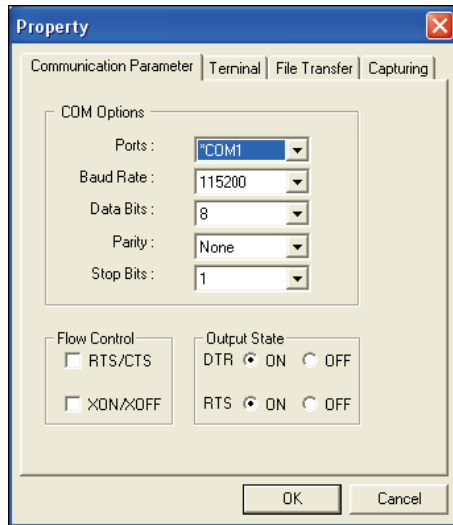 Property
Communication Parameter Terninal File Transfer Capturing
COM Options
Ports : *COM1
Baud Rate : 115200
Data Bits : 8
Parity : None
Stop Bits : 1
Flow Control
RTS/CTS
XON/XOFF
Output State
DTR ON OFF
RTS ON OFF
OK Cancel